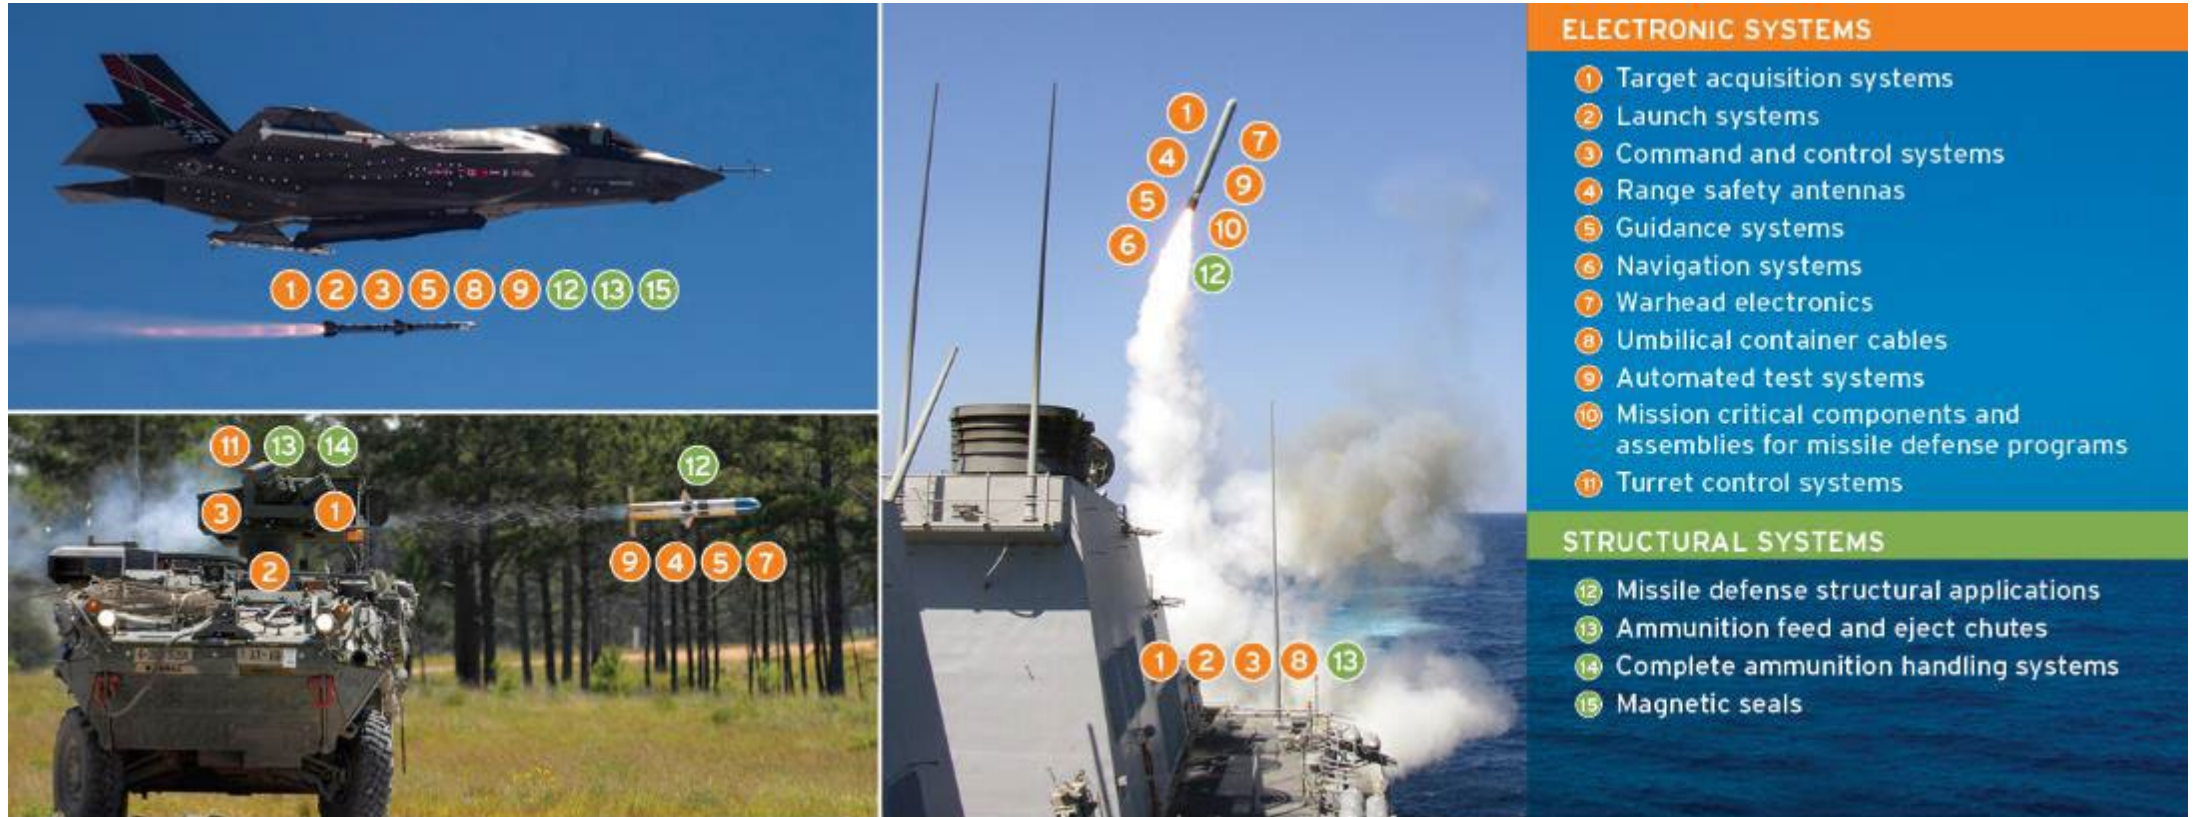 1 2 3 5 8 9 12 13 15
11 13 14
3 1
2
12
9 4 5 7
1
4
5
6
7
9
10
12
1 2 3 8 13
ELECTRONIC SYSTEMS
1 Target acquisition systems
2 Launch systems
3 Command and control systems
4 Range safety antennas
5 Guidance systems
6 Navigation systems
7 Warhead electronics
8 Umbilical container cables
9 Automated test systems
10 Mission critical components and
assemblies for missile defense programs
11 Turret control systems
STRUCTURAL SYSTEMS
12 Missile defense structural applications
13 Ammunition feed and eject chutes
14 Complete ammunition handling systems
15 Magnetic seals